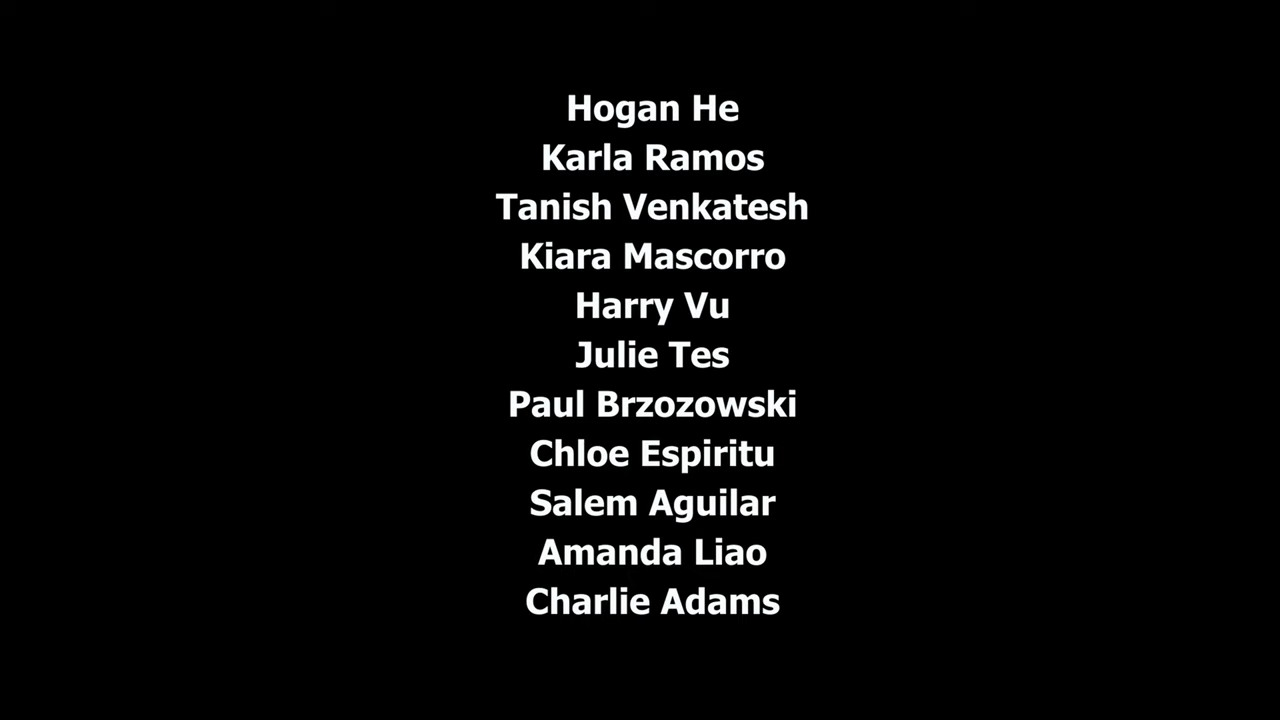 Hogan He
Karla Ramos
Tanish Venkatesh
Kiara Mascorro
Harry Vu
Julie Tes
Paul Brzozowski
Chloe Espiritu
Salem Aguilar
Amanda Liao
Charlie Adams